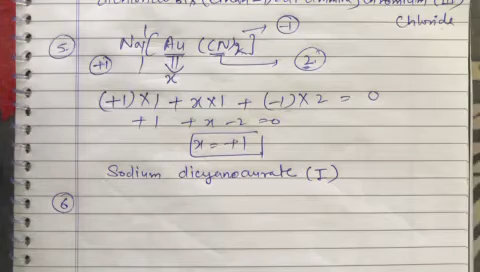 Chloride
-1
5. Na[Au(CN)2]
+1 x 2
(+1)×1 + x×1 + (-1)×2 = 0
+1 + x - 2 = 0
x = +1
Sodium dicyanoaurate (I)
6